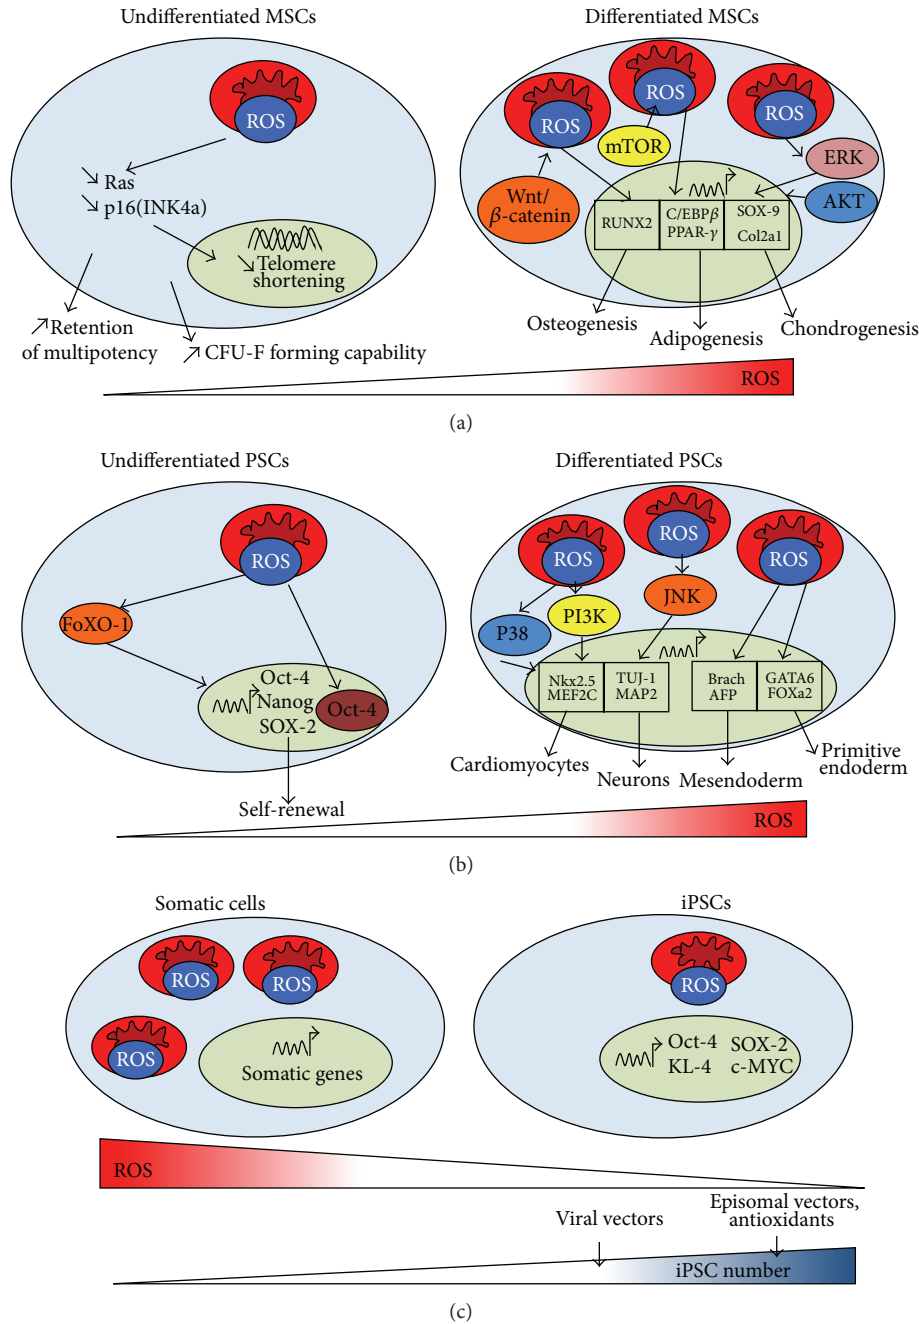 Undifferentiated MSCs
Differentiated MSCs
ROS
Ras
p16(INK4a)
Telomere
shortening
Retention
of multipotency
CFU-F forming capability
ROS
ROS
ROS
mTOR
ERK
Wnt/
β-catenin
AKT
RUNX2
C/EBPβ
PPAR-γ
SOX-9
Col2a1
Osteogenesis
Adipogenesis
Chondrogenesis
ROS
(a)
Undifferentiated PSCs
Differentiated PSCs
ROS
FoXO-1
Oct-4
Nanog
SOX-2
Oct-4
Self-renewal
ROS
ROS
ROS
P38
PI3K
JNK
Nkx2.5
MEF2C
TUJ-1
MAP2
Brach
AFP
GATA6
FOXa2
Cardiomyocytes
Neurons
Mesendoderm
Primitive
endoderm
ROS
(b)
Somatic cells
iPSCs
ROS
ROS
ROS
Somatic genes
ROS
Oct-4 SOX-2
KL-4 c-MYC
ROS
Viral vectors
Episomal vectors,
antioxidants
iPSC number
(c)